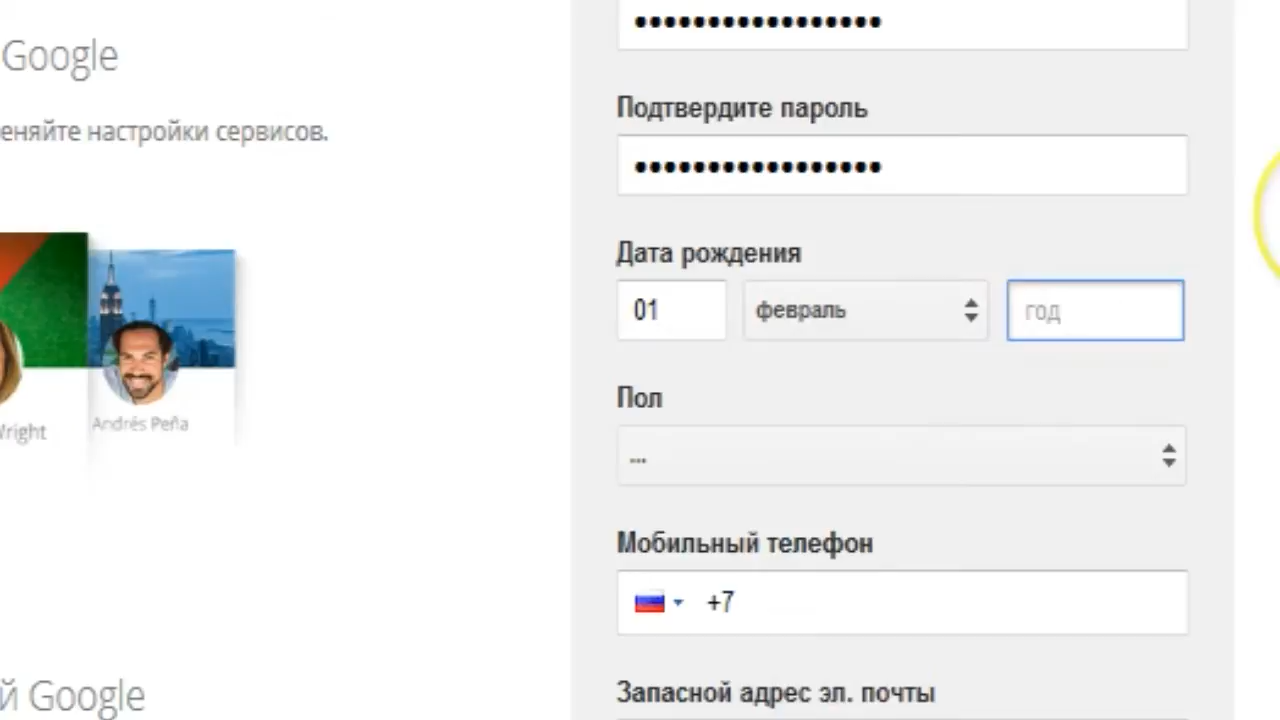 Google
еняйте настройки сервисов.
Wright
Andrés Peña
й Google
•••••••••••••••••
Подтвердите пароль
•••••••••••••••••
Дата рождения
01 февраль год
Пол
...
Мобильный телефон
+7
Запасной адрес эл. почты